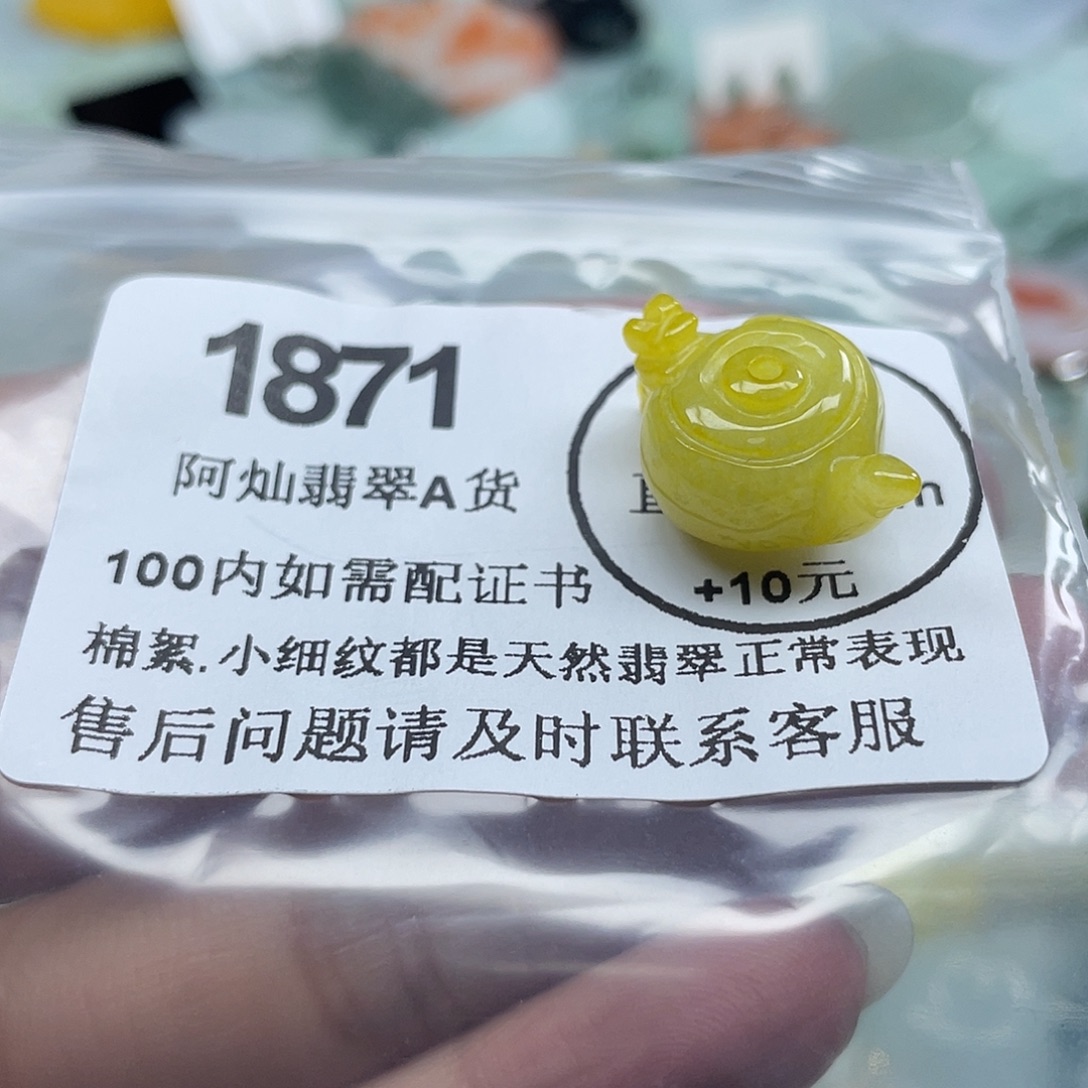 1871
阿灿翡翠A货
100内如需配证书
+10元
棉絮.小细纹都是天然翡翠正常表现
售后问题请及时联系客服